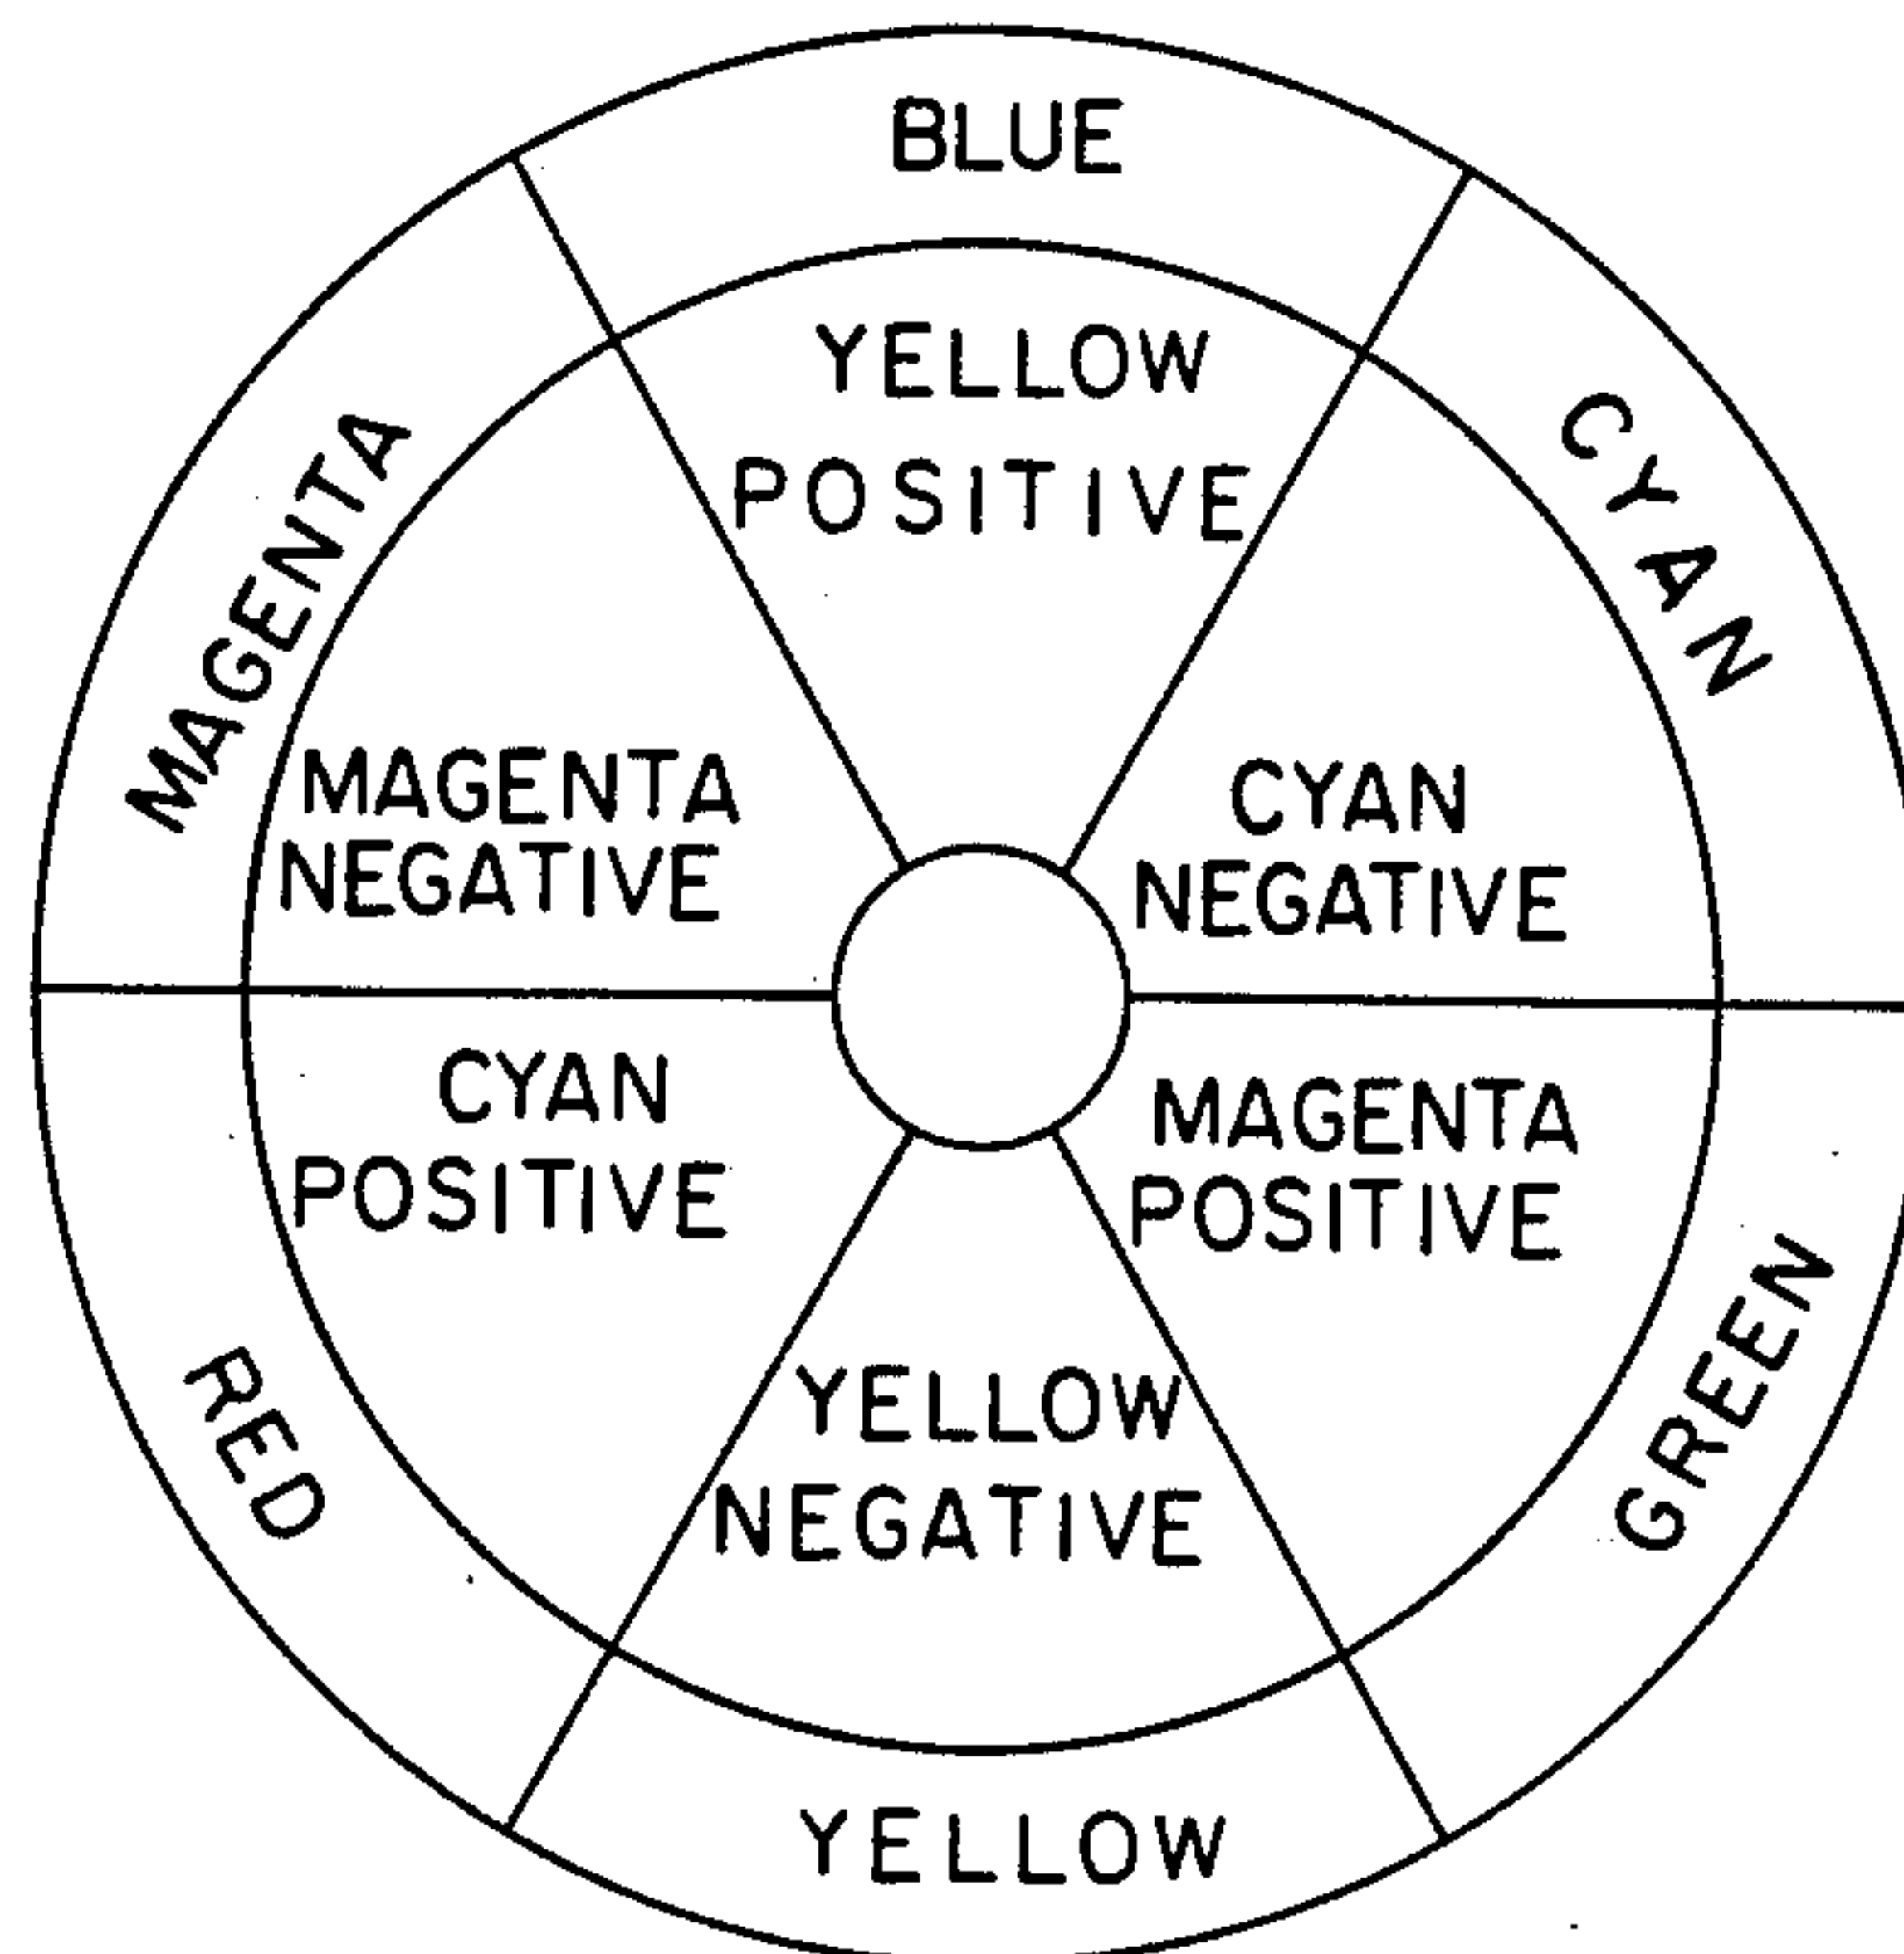 BLUE
YELLOW
POSITIVE
MAGENTA
CYAN
MAGENTA
NEGATIVE
CYAN
NEGATIVE
CYAN
POSITIVE
MAGENTA
POSITIVE
RED
GREEN
YELLOW
NEGATIVE
YELLOW